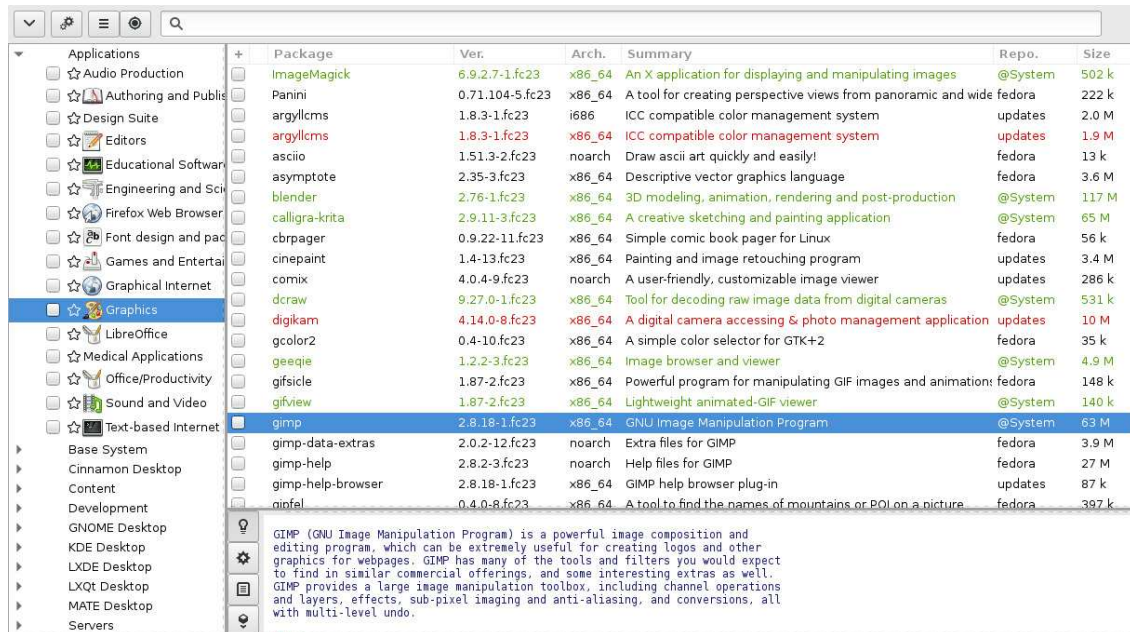 Applications
Audio Production
Authoring and Publis
Design Suite
Editors
Educational Softwar
Engineering and Sci
Firefox Web Browser
Font design and pac
Games and Entertai
Graphical Internet
Graphics
LibreOffice
Medical Applications
Office/Productivity
Sound and Video
Text-based Internet
Base System
Cinnamon Desktop
Content
Development
GNOME Desktop
KDE Desktop
LXDE Desktop
LXQt Desktop
MATE Desktop
Servers
+ Package Ver. Arch. Summary Repo. Size
ImageMagick 6.9.2.7-1.fc23 x86_64 An X application for displaying and manipulating images @System 502 k
Panini 0.71.104-5.fc23 x86_64 A tool for creating perspective views from panoramic and wide fedora 222 k
argyllcms 1.8.3-1.fc23 i686 ICC compatible color management system updates 2.0 M
argyllcms 1.8.3-1.fc23 x86_64 ICC compatible color management system updates 1.9 M
asciio 1.51.3-2.fc23 noarch Draw ascii art quickly and easily! fedora 13 k
asymptote 2.35-3.fc23 x86_64 Descriptive vector graphics language fedora 3.6 M
blender 2.76-1.fc23 x86_64 3D modeling, animation, rendering and post-production @System 117 M
calligra-krita 2.9.11-3.fc23 x86_64 A creative sketching and painting application @System 65 M
cbrpager 0.9.22-11.fc23 x86_64 Simple comic book pager for Linux fedora 56 k
cinepaint 1.4-13.fc23 x86_64 Painting and image retouching program updates 3.4 M
comix 4.0.4-9.fc23 noarch A user-friendly, customizable image viewer updates 286 k
dcraw 9.27.0-1.fc23 x86_64 Tool for decoding raw image data from digital cameras @System 531 k
digikam 4.14.0-8.fc23 x86_64 A digital camera accessing & photo management application updates 10 M
gcolor2 0.4-10.fc23 x86_64 A simple color selector for GTK+2 fedora 35 k
geeqie 1.2.2-3.fc23 x86_64 Image browser and viewer @System 4.9 M
gifsicle 1.87-2.fc23 x86_64 Powerful program for manipulating GIF images and animations fedora 148 k
gifview 1.87-2.fc23 x86_64 Lightweight animated-GIF viewer @System 140 k
gimp 2.8.18-1.fc23 x86_64 GNU Image Manipulation Program @System 63 M
gimp-data-extras 2.0.2-12.fc23 noarch Extra files for GIMP fedora 3.9 M
gimp-help 2.8.2-3.fc23 noarch Help files for GIMP fedora 27 M
gimp-help-browser 2.8.18-1.fc23 x86_64 GIMP help browser plug-in updates 87 k
gipfel 0.4.0-8.fc23 x86_64 A tool to find the names of mountains or POI on a picture fedora 397 k
GIMP (GNU Image Manipulation Program) is a powerful image composition and
editing program, which can be extremely useful for creating logos and other
graphics for webpages. GIMP has many of the tools and filters you would expect
to find in similar commercial offerings, and some interesting extras as well.
GIMP provides a large image manipulation toolbox, including channel operations
and layers, effects, sub-pixel imaging and anti-aliasing, and conversions, all
with multi-level undo.